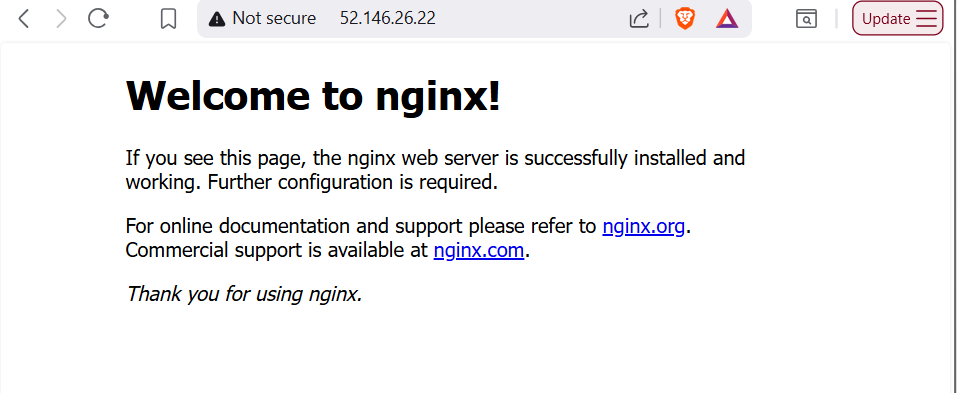 Not secure 52.146.26.22
Update
Welcome to nginx!
If you see this page, the nginx web server is successfully installed and
working. Further configuration is required.
For online documentation and support please refer to nginx.org.
Commercial support is available at nginx.com.
Thank you for using nginx.